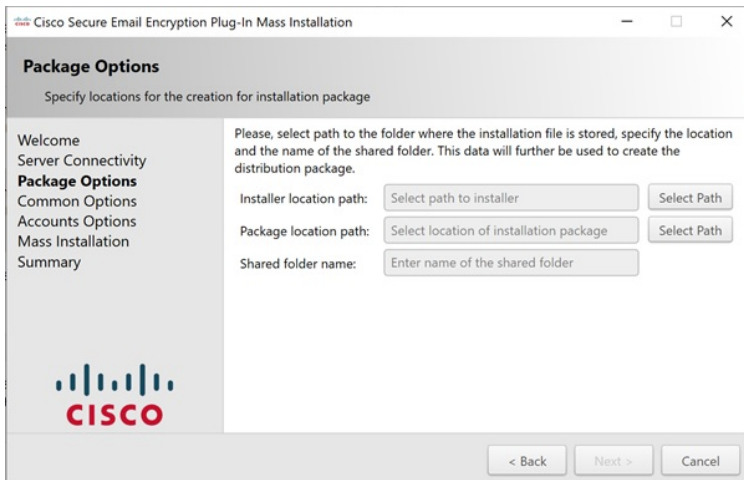 Cisco Secure Email Encryption Plug-In Mass Installation
Package Options
Specify locations for the creation for installation package
Welcome
Server Connectivity
Package Options
Common Options
Accounts Options
Mass Installation
Summary
CISCO
Please, select path to the folder where the installation file is stored, specify the location
and the name of the shared folder. This data will further be used to create the
distribution package.
Installer location path: Select path to installer Select Path
Package location path: Select location of installation package Select Path
Shared folder name: Enter name of the shared folder
< Back Next > Cancel